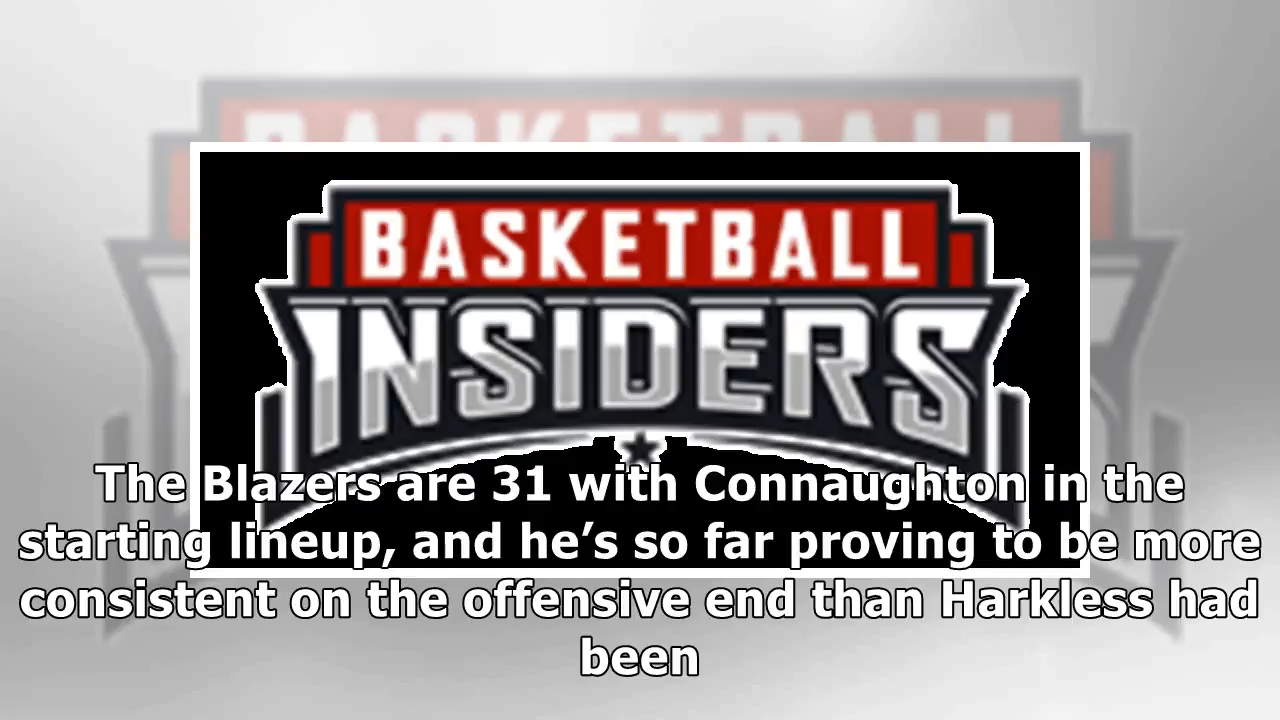 BASKETBALL
BASKETBALL
INSIDERS
The Blazers are 31 with Connaughton in the
starting lineup, and he’s so far proving to be more
consistent on the offensive end than Harkless had
been